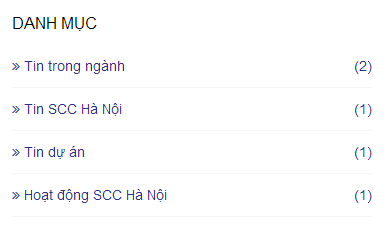 DANH MỤC
» Tin trong ngành (2)
» Tin SCC Hà Nội (1)
» Tin dự án (1)
» Hoạt động SCC Hà Nội (1)